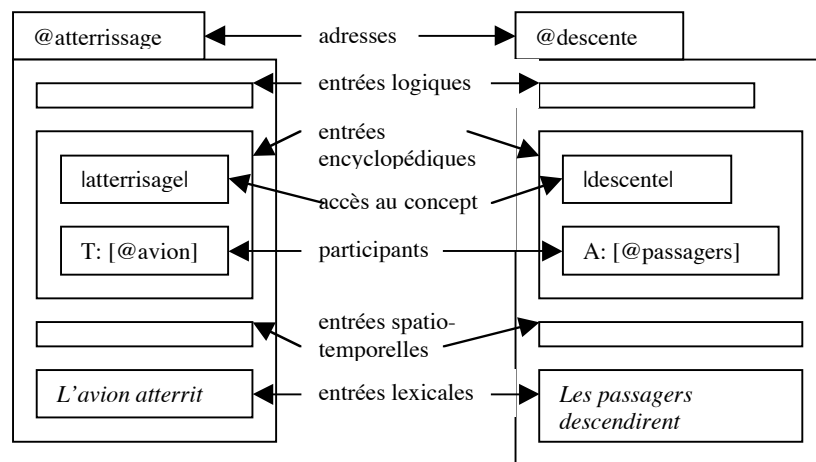 @atterrissage
adresses
@descente
entrées logiques
entrées
encyclopédiques
|atterrisage|
|descente|
accès au concept
T: [@avion]
participants
A: [@passagers]
entrées spatio-
temporelles
L'avion atterrit
entrées lexicales
Les passagers
descendirent